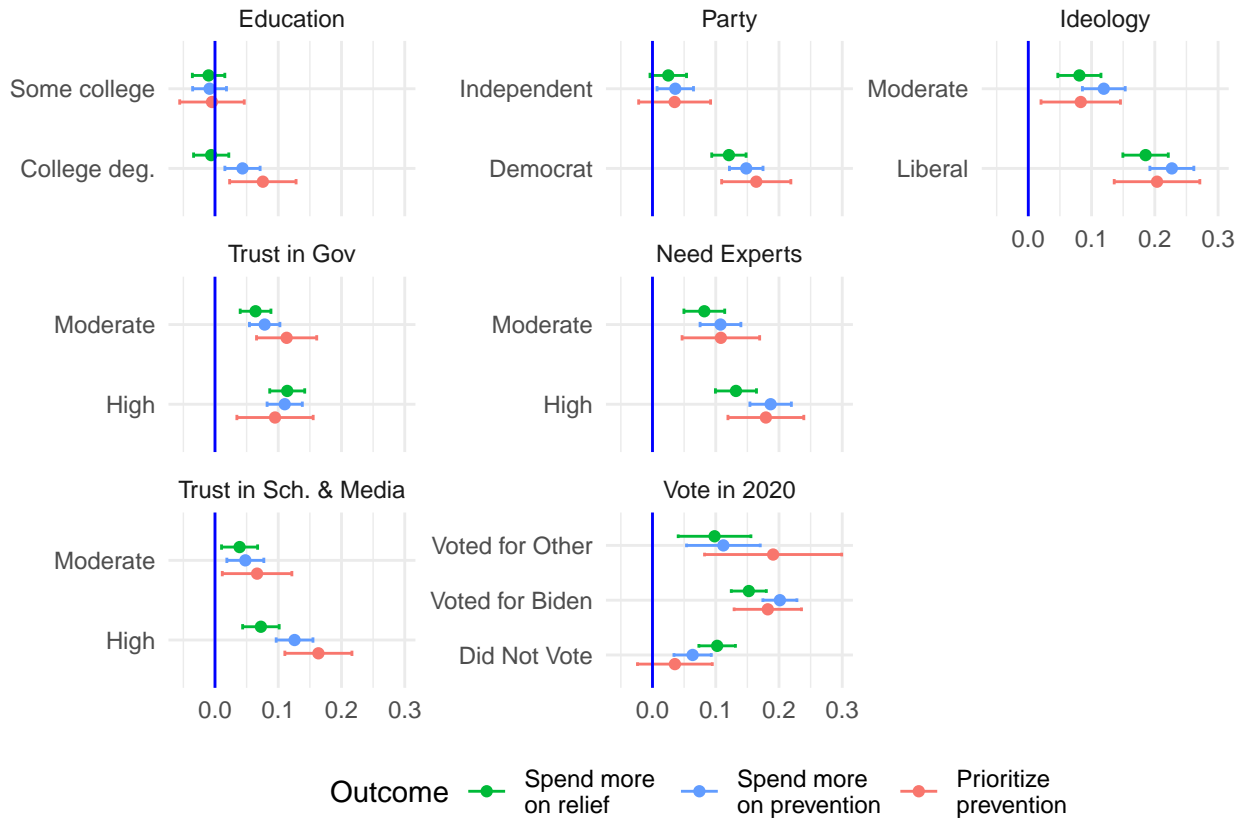 Education
Party
Ideology
Some college
College deg.
Independent
Democrat
Moderate
Liberal
0.0 0.1 0.2 0.3
Trust in Gov
Need Experts
Moderate
High
Moderate
High
Trust in Sch. & Media
Vote in 2020
Moderate
High
Voted for Other
Voted for Biden
Did Not Vote
0.0 0.1 0.2 0.3
0.0 0.1 0.2 0.3
Outcome
Spend more
on relief
Spend more
on prevention
Prioritize
prevention